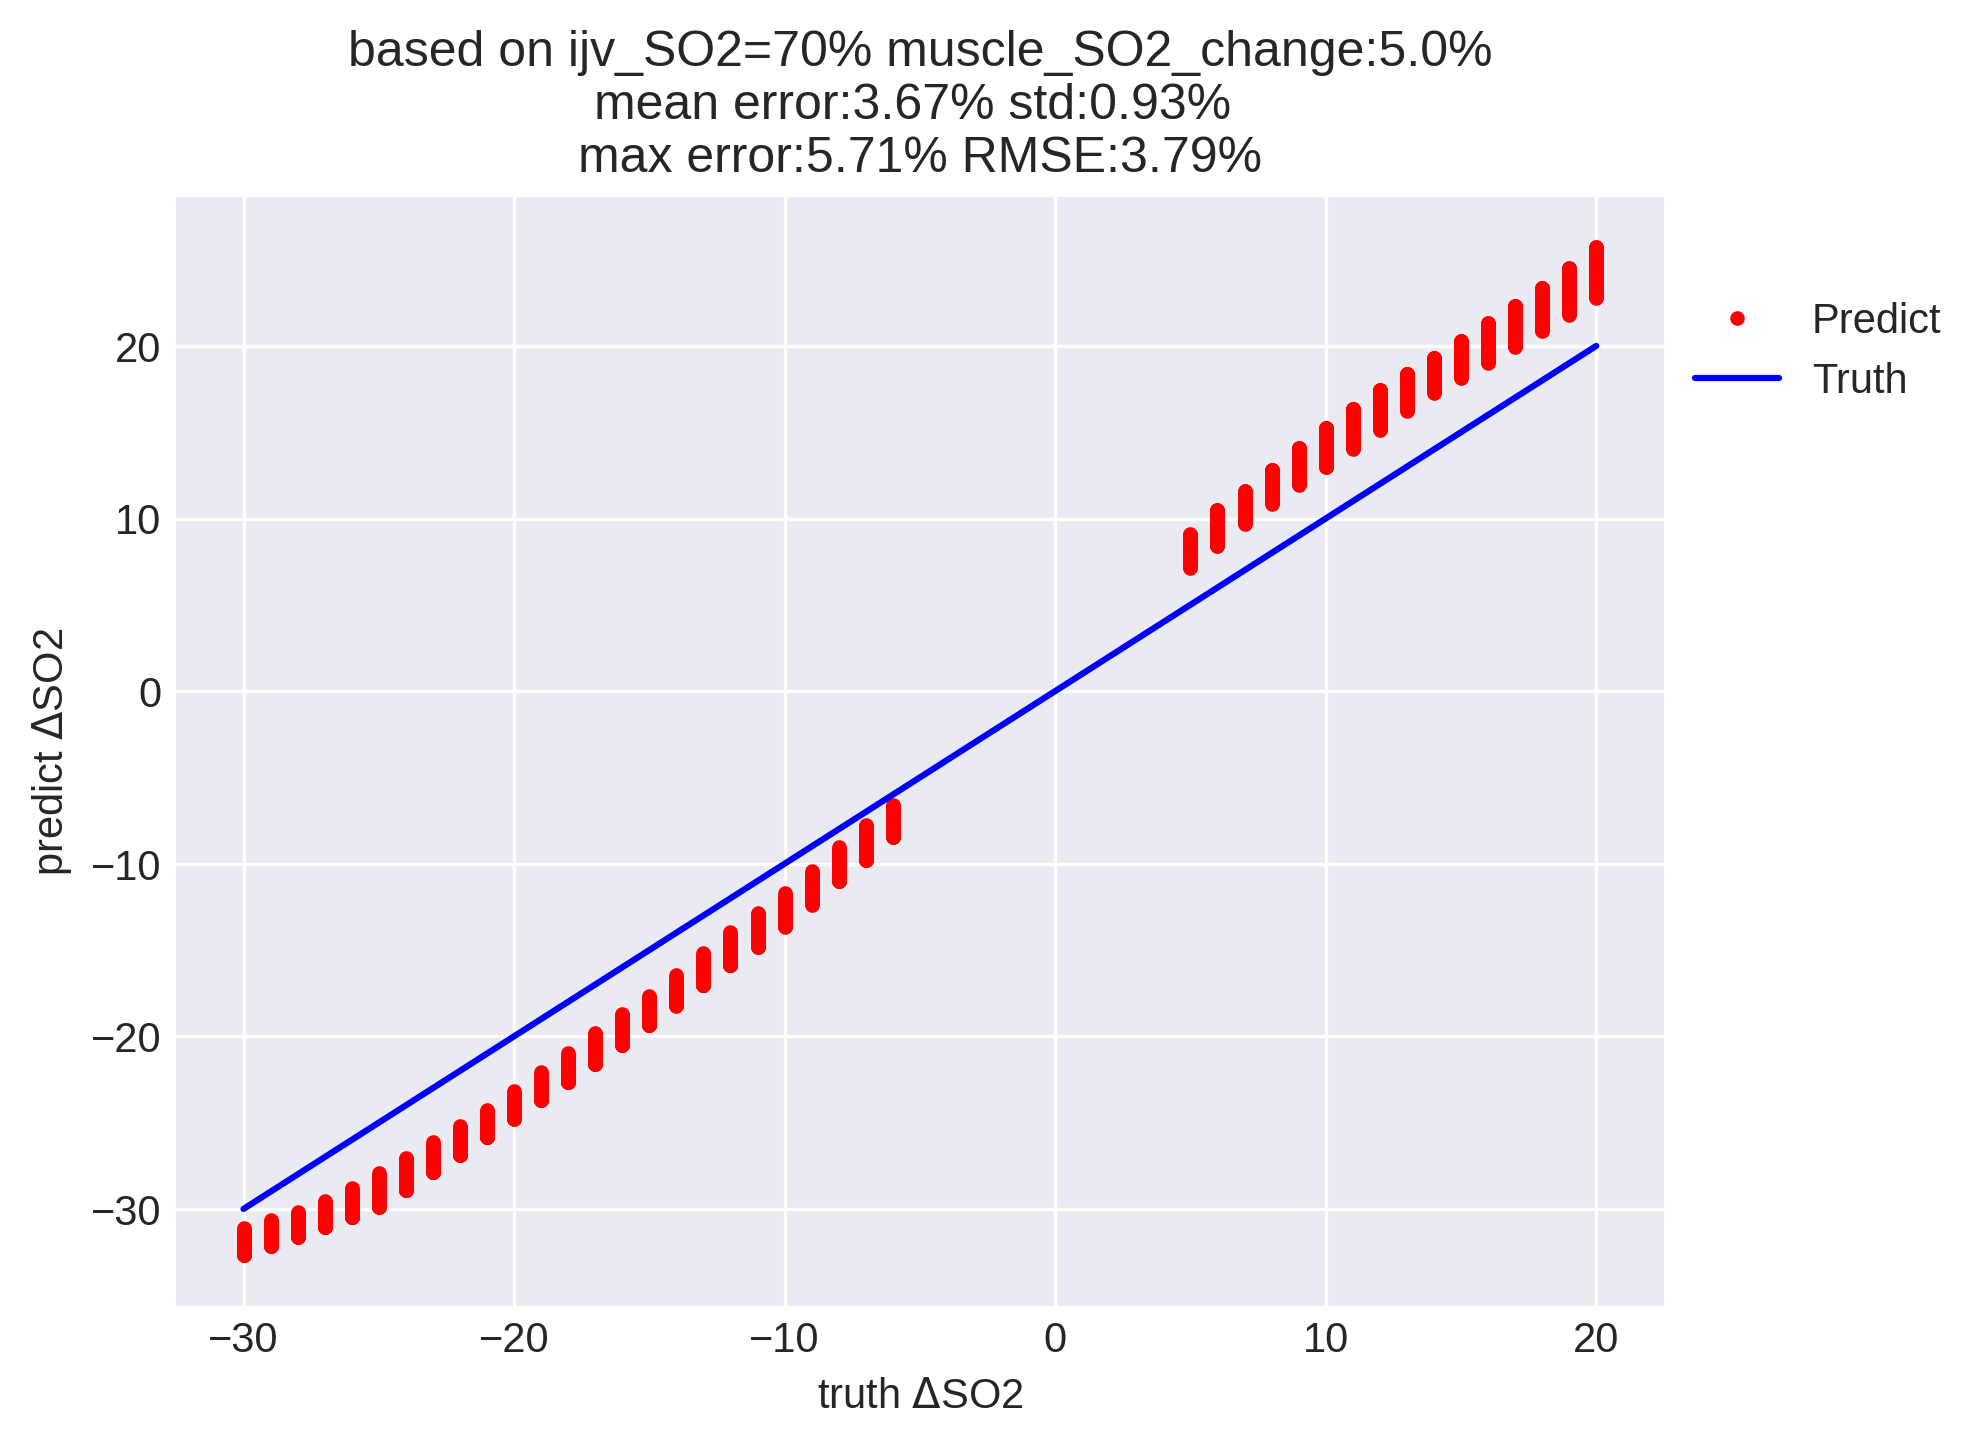 based on ijv_SO2=70% muscle_SO2_change:5.0%
mean error:3.67% std:0.93%
max error:5.71% RMSE:3.79%
Predict
Truth
20
10
0
−10
−20
−30
predict ΔSO2
−30 −20 −10 0 10 20
truth ΔSO2